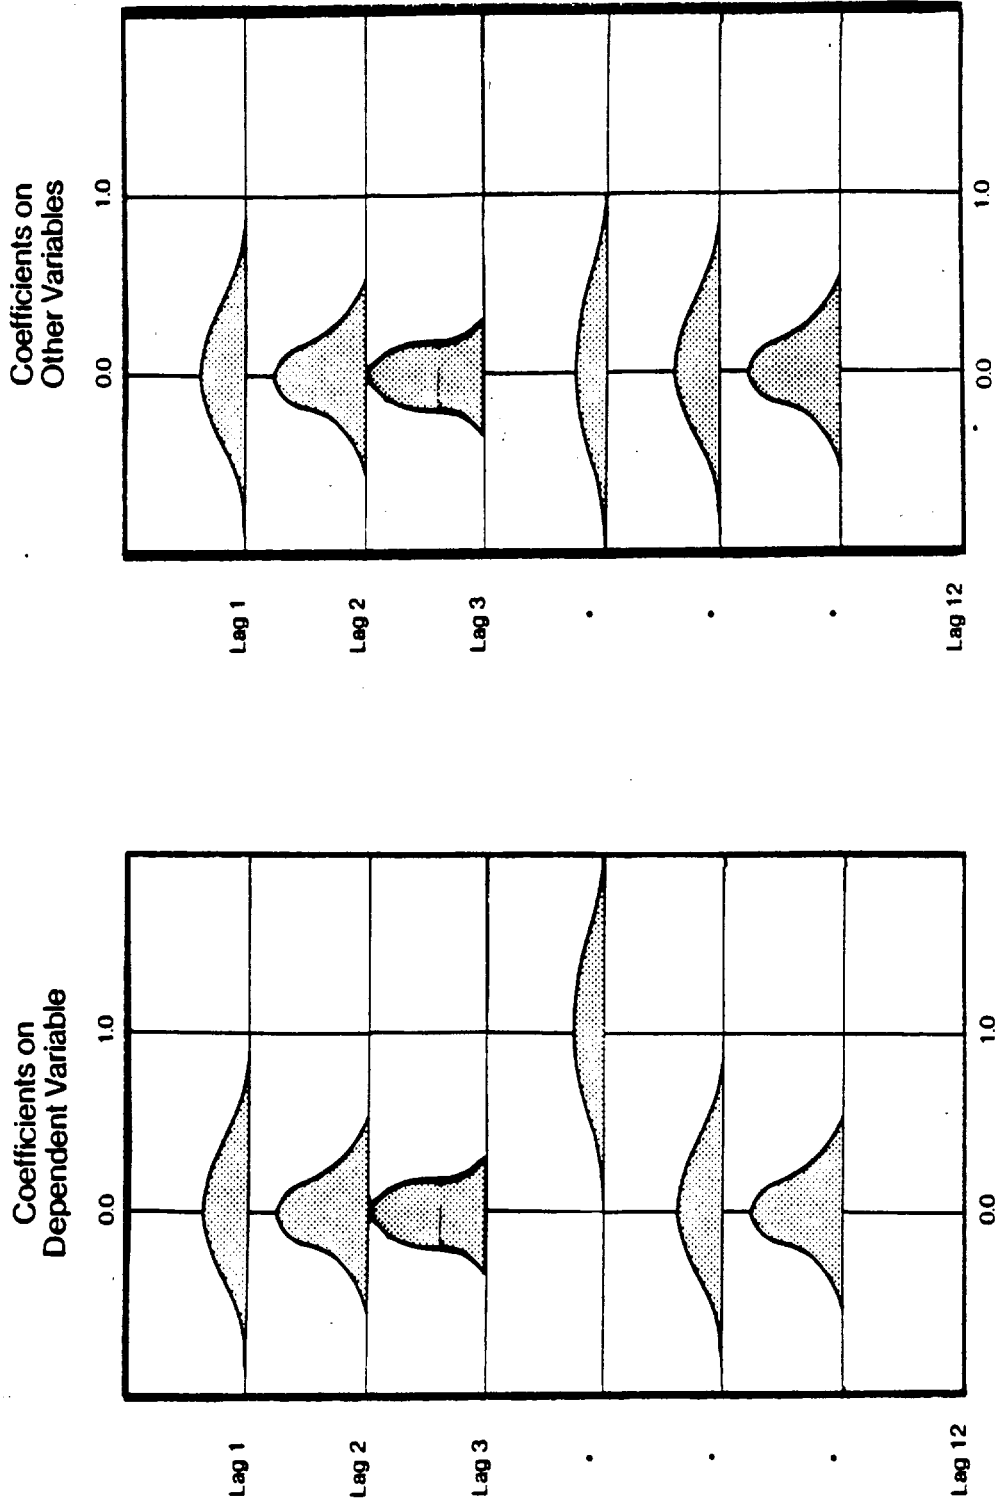 Coefficients on
Dependent Variable
0.0
1.0
Lag 1
Lag 2
Lag 3
.
.
.
Lag 12
0.0
1.0
Coefficients on
Other Variables
0.0
1.0
Lag 1
Lag 2
Lag 3
.
.
.
Lag 12
0.0
1.0